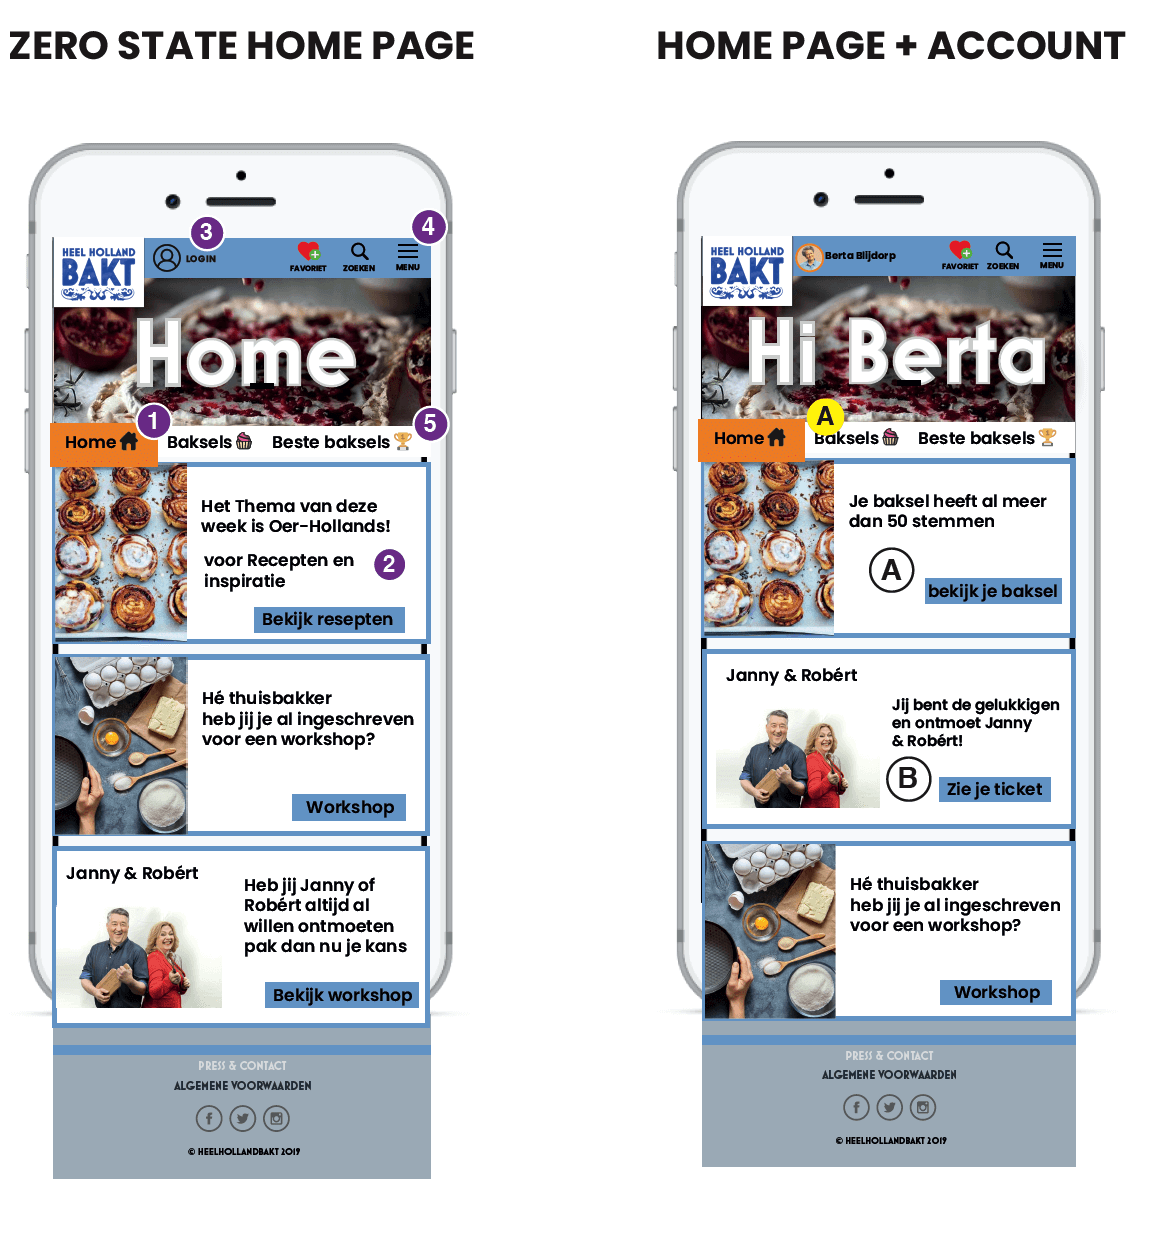 ZERO STATE HOME PAGE
HOME PAGE + ACCOUNT
3
4
HEEL HOLLAND
BAKT
LOGIN
FAVORIET
ZOEKEN
MENU
Home
1
5
Home
Baksels
Beste baksels
Het Thema van deze
week is Oer-Hollands!
voor Recepten en
inspiratie
2
Bekijk resepten
Hé thuisbakker
heb jij je al ingeschreven
voor een workshop?
Workshop
Janny & Robért
Heb jij Janny of
Robért altijd al
willen ontmoeten
pak dan nu je kans
Bekijk workshop
PRESS & CONTACT
ALGEMENE VOORWAARDEN
© HEELHOLLANDBAKT 2019
HEEL HOLLAND
BAKT
Berta Blijdorp
FAVORIET
ZOEKEN
MENU
Hi Berta
A
Home
Baksels
Beste baksels
Je baksel heeft al meer
dan 50 stemmen
A
bekijk je baksel
Janny & Robért
Jij bent de gelukkigen
en ontmoet Janny
& Robért!
B
Zie je ticket
Hé thuisbakker
heb jij je al ingeschreven
voor een workshop?
Workshop
PRESS & CONTACT
ALGEMENE VOORWAARDEN
© HEELHOLLANDBAKT 2019